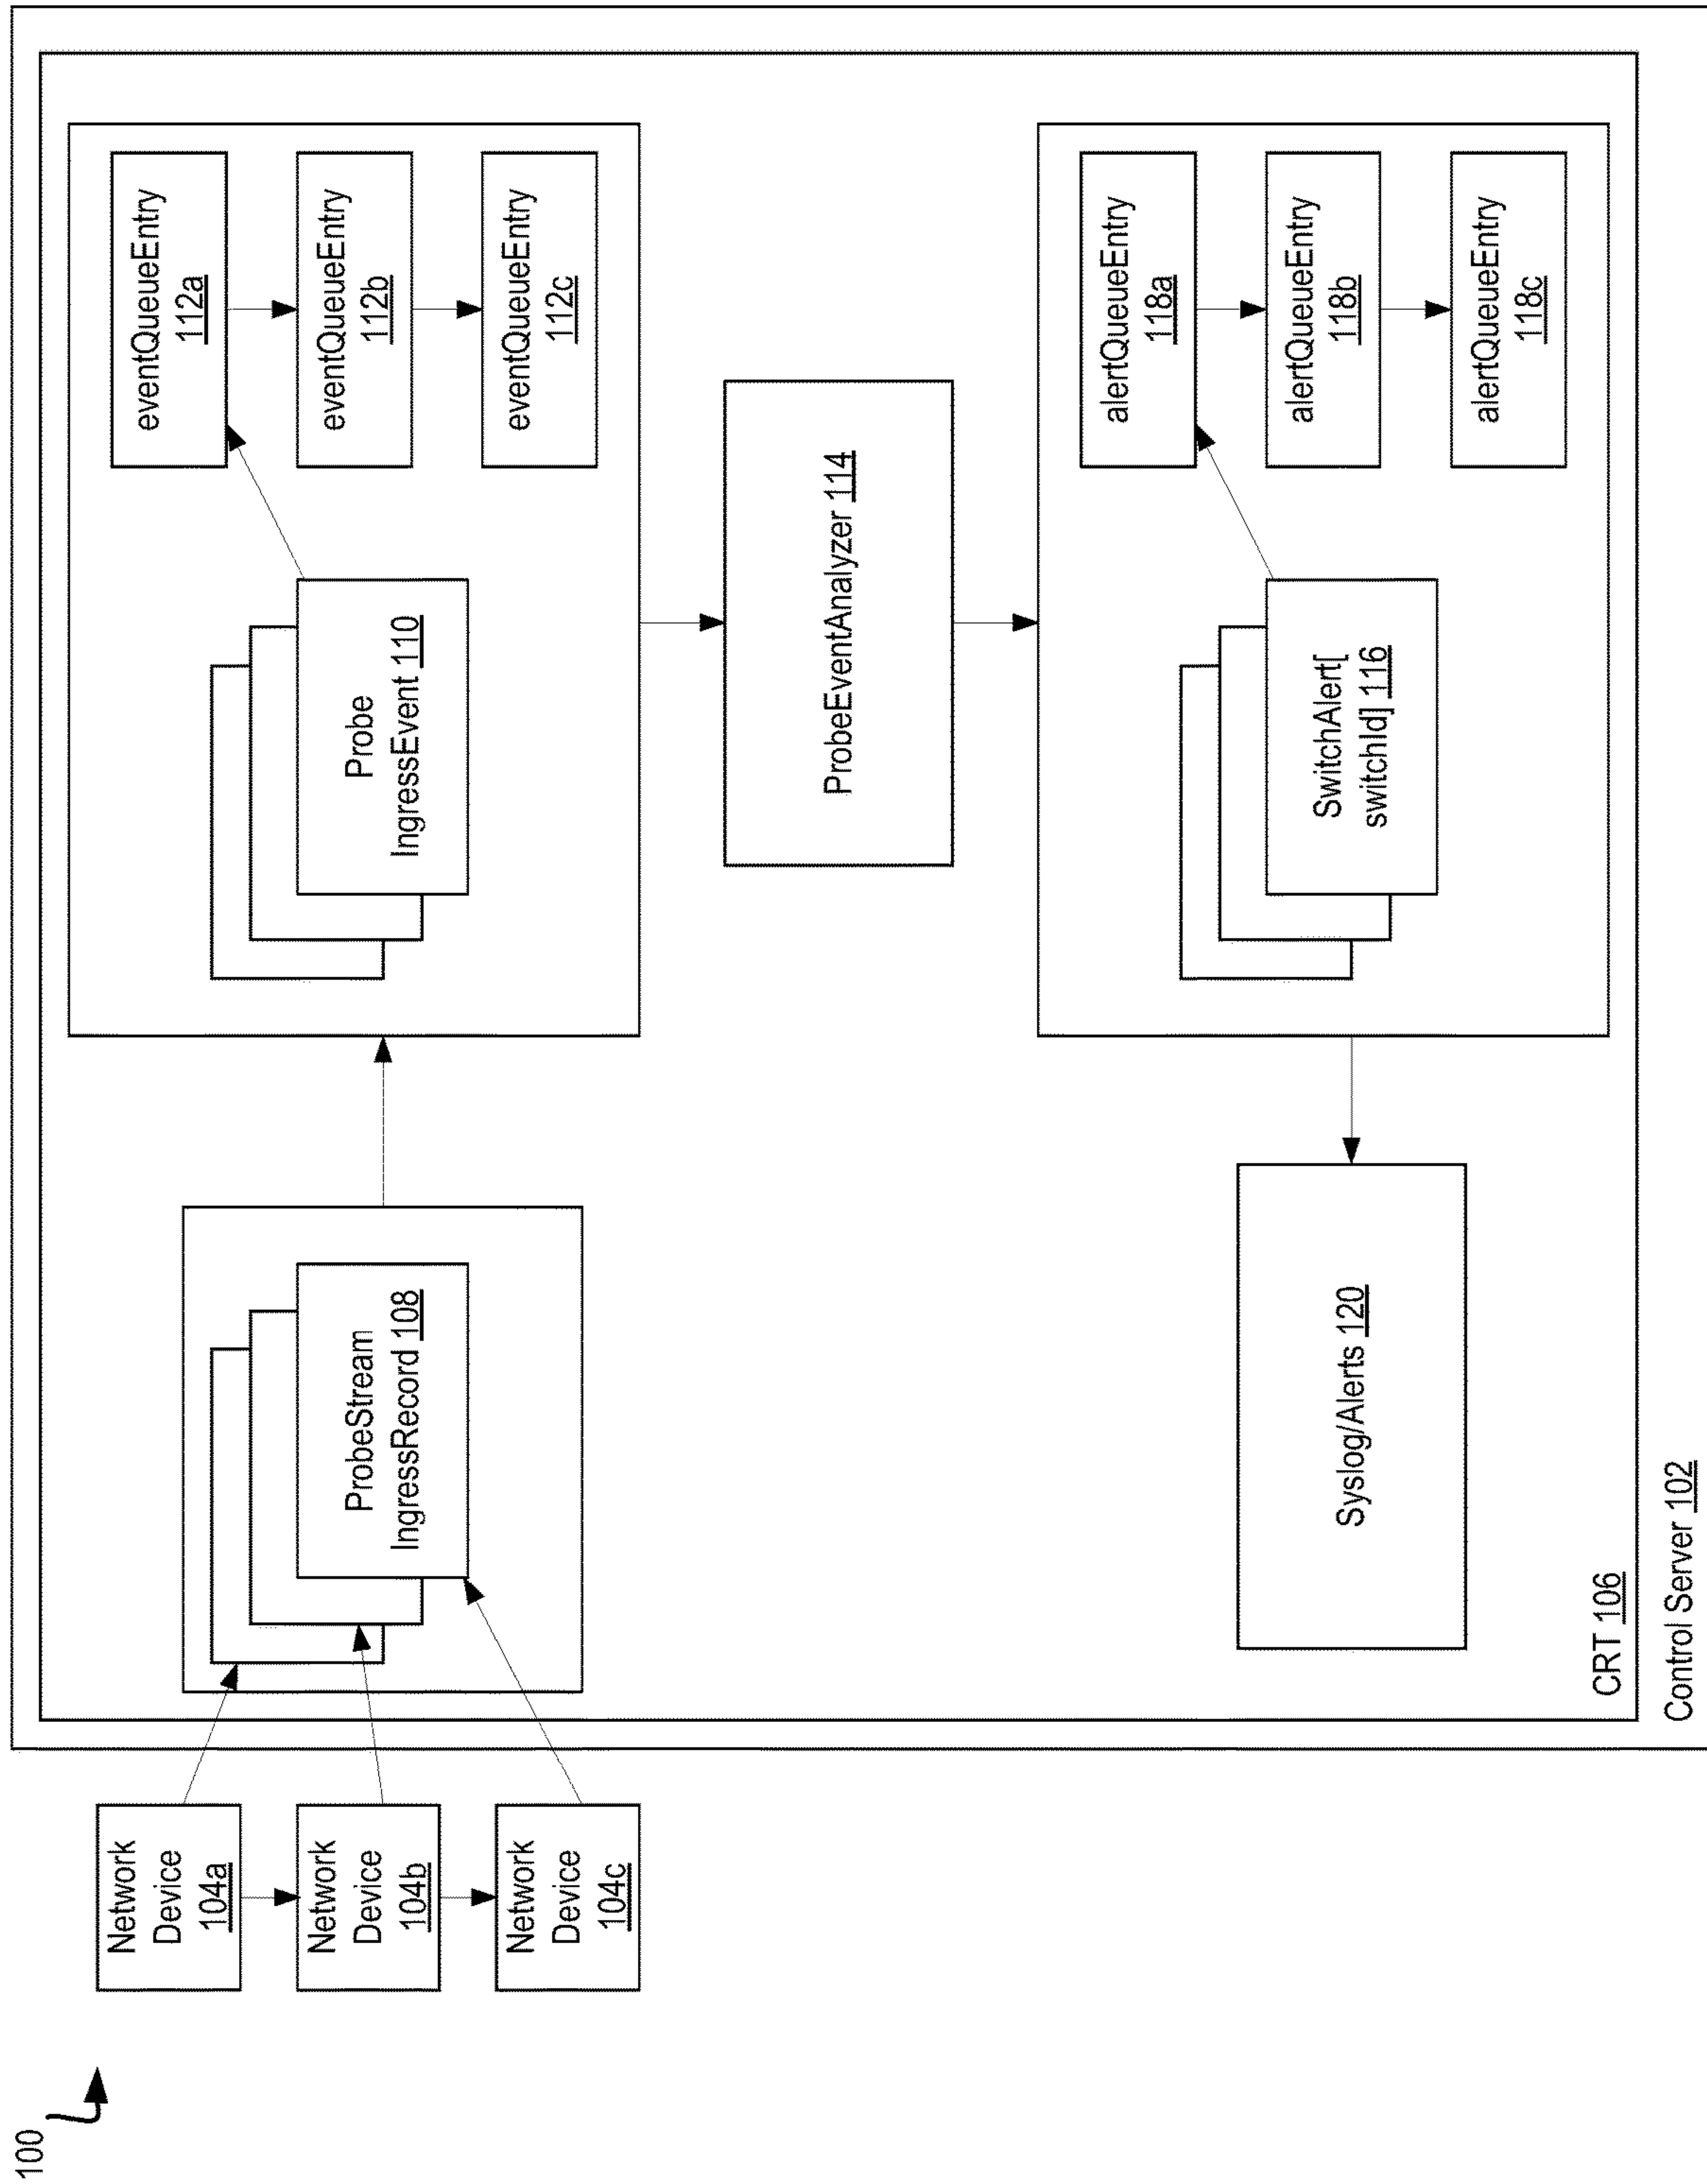 100
Network
Device
104a
Network
Device
104b
Network
Device
104c
ProbeStream
IngressRecord 108
Probe
IngressEvent 110
eventQueueEntry
112a
eventQueueEntry
112b
eventQueueEntry
112c
ProbeEventAnalyzer 114
SwitchAlert[
switchId] 116
alertQueueEntry
118a
alertQueueEntry
118b
alertQueueEntry
118c
Syslog/Alerts 120
CRT 106
Control Server 102